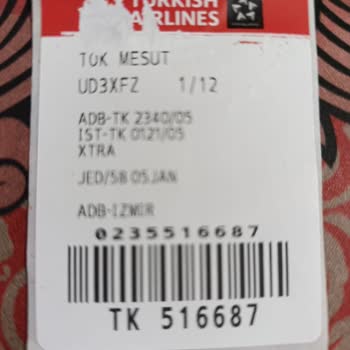 TURKISH
AIRLINES
TOK MESUT
UD3XFZ 1/12
ADB-TK 2340/05
IST-TK 0121/05
XTRA
JED/58 05JAN
ADB-IZMIR
0235516687
TK 516687